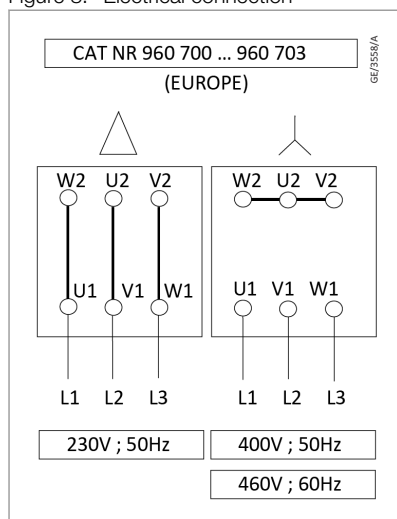 Figure 8. Electrical connection
CAT NR 960 700 ... 960 703
(EUROPE)
GE/3558/A
W2 U2 V2
U1 V1 W1
L1 L2 L3
230V ; 50Hz
W2 U2 V2
U1 V1 W1
L1 L2 L3
400V ; 50Hz
460V ; 60Hz